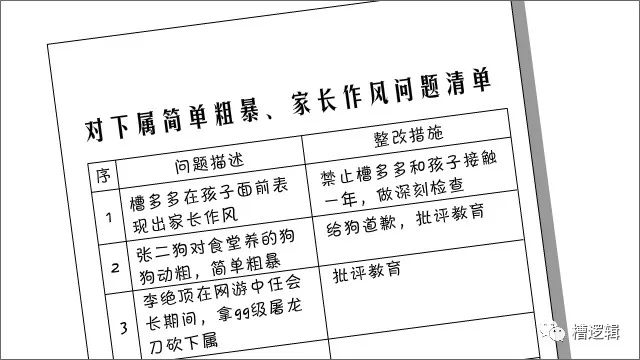 对下属简单粗暴、家长作风问题清单
序 问题描述 整改措施
1 槽多多在孩子面前表
现出家长作风
禁止槽多多和孩子接触
一年，做深刻检查
2 张二狗对食堂养的狗
狗动粗，简单粗暴
给狗道歉，批评教育
3 李绝顶在网游中任会
长期间，拿99级屠龙
刀砍下属
批评教育
槽逻辑